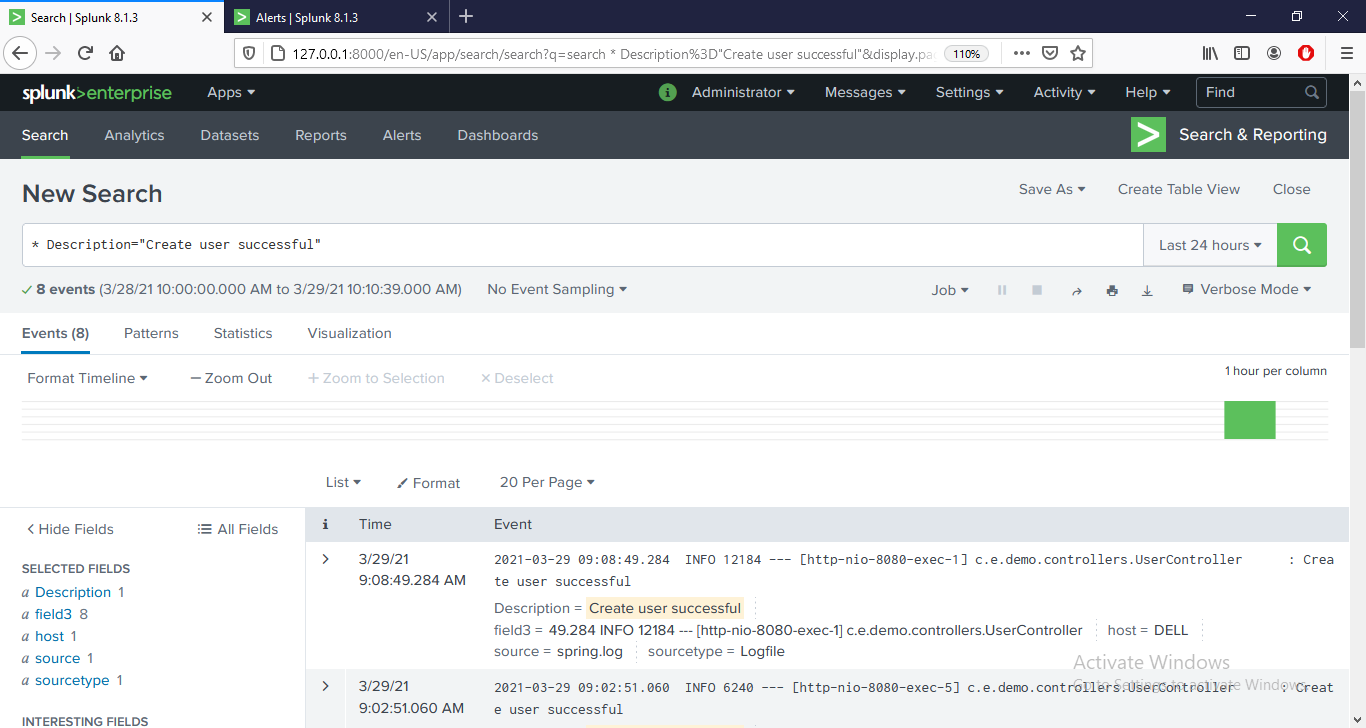 Search | Splunk 8.1.3
Alerts | Splunk 8.1.3
127.0.0.1:8000/en-US/app/search/search?q=search * Description%3D"Create user successful"&display.pa
110%
splunk>enterprise Apps
i Administrator Messages Settings Activity Help Find
Search Analytics Datasets Reports Alerts Dashboards
Search & Reporting
New Search
Save As Create Table View Close
* Description="Create user successful"
Last 24 hours
8 events (3/28/21 10:00:00.000 AM to 3/29/21 10:10:39.000 AM) No Event Sampling
Job Verbose Mode
Events (8) Patterns Statistics Visualization
Format Timeline — Zoom Out + Zoom to Selection × Deselect
1 hour per column
List Format 20 Per Page
< Hide Fields All Fields
i Time Event
SELECTED FIELDS
a Description 1
a field3 8
a host 1
a source 1
a sourcetype 1
INTERESTING FIELDS
3/29/21
9:08:49.284 AM
2021-03-29 09:08:49.284 INFO 12184 --- [http-nio-8080-exec-1] c.e.demo.controllers.UserController : Crea
te user successful
Description = Create user successful
field3 = 49.284 INFO 12184 --- [http-nio-8080-exec-1] c.e.demo.controllers.UserController host = DELL
source = spring.log sourcetype = Logfile
3/29/21
9:02:51.060 AM
2021-03-29 09:02:51.060 INFO 6240 --- [http-nio-8080-exec-5] c.e.demo.controllers.UserController : Creat
e user successful
Activate Windows
Go to Settings to activate Windows.